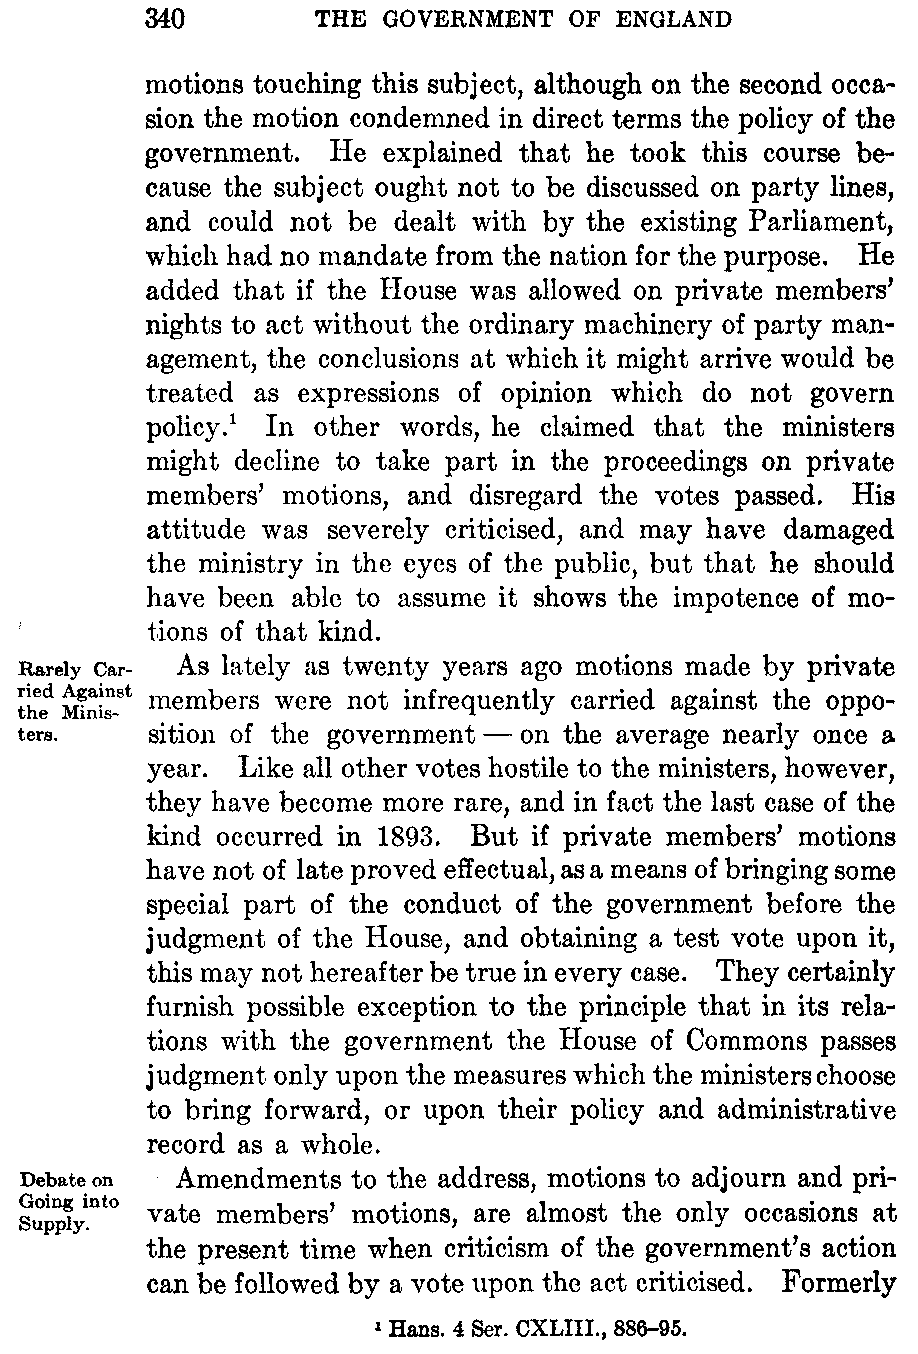 340 THE GOVERNMENT OF ENGLAND
motions touching this subject, although on the second occa-
sion the motion condemned in direct terms the policy of the
government. He explained that he took this course be-
cause the subject ought not to be discussed on party lines,
and could not be dealt with by the existing Parliament,
which had no mandate from the nation for the purpose. He
added that if the House was allowed on private members'
nights to act without the ordinary machinery of party man-
agement, the conclusions at which it might arrive would be
treated as expressions of opinion which do not govern
policy.¹ In other words, he claimed that the ministers
might decline to take part in the proceedings on private
members' motions, and disregard the votes passed. His
attitude was severely criticised, and may have damaged
the ministry in the eyes of the public, but that he should
have been able to assume it shows the impotence of mo-
tions of that kind.
Rarely Car-
ried Against
the Minis-
ters.
As lately as twenty years ago motions made by private
members were not infrequently carried against the oppo-
sition of the government — on the average nearly once a
year. Like all other votes hostile to the ministers, however,
they have become more rare, and in fact the last case of the
kind occurred in 1893. But if private members' motions
have not of late proved effectual, as a means of bringing some
special part of the conduct of the government before the
judgment of the House, and obtaining a test vote upon it,
this may not hereafter be true in every case. They certainly
furnish possible exception to the principle that in its rela-
tions with the government the House of Commons passes
judgment only upon the measures which the ministers choose
to bring forward, or upon their policy and administrative
record as a whole.
Debate on
Going into
Supply.
Amendments to the address, motions to adjourn and pri-
vate members' motions, are almost the only occasions at
the present time when criticism of the government's action
can be followed by a vote upon the act criticised. Formerly
¹ Hans. 4 Ser. CXLIII., 886–95.